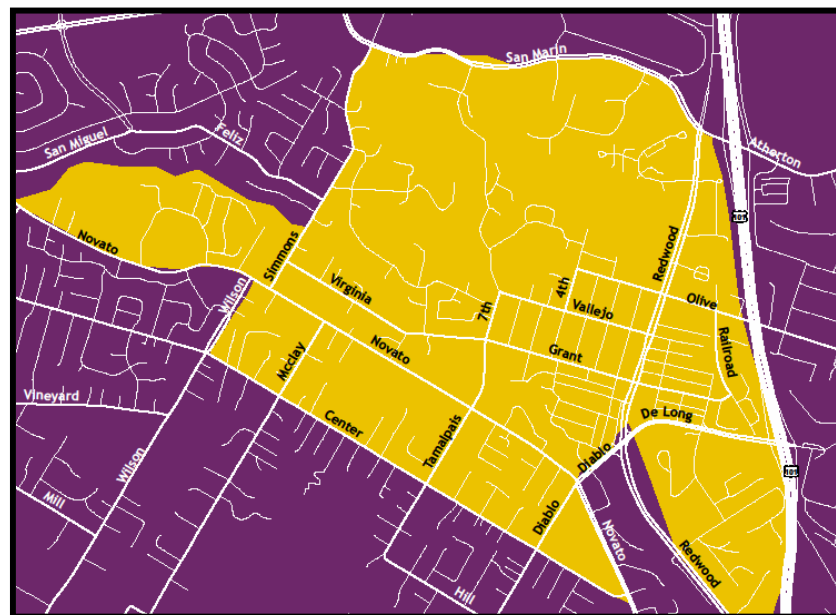 San Marin
Atherton
San Miguel
Feliz
101
Novato
Simmons
Redwood
Wilson
Virginia
4th
7th
Vallejo
Olive
Mcclay
Novato
Grant
Railroad
Vineyard
Center
De Long
Wilson
Tamalpais
Diablo
101
Mill
Diablo
Novato
Redwood
Hill